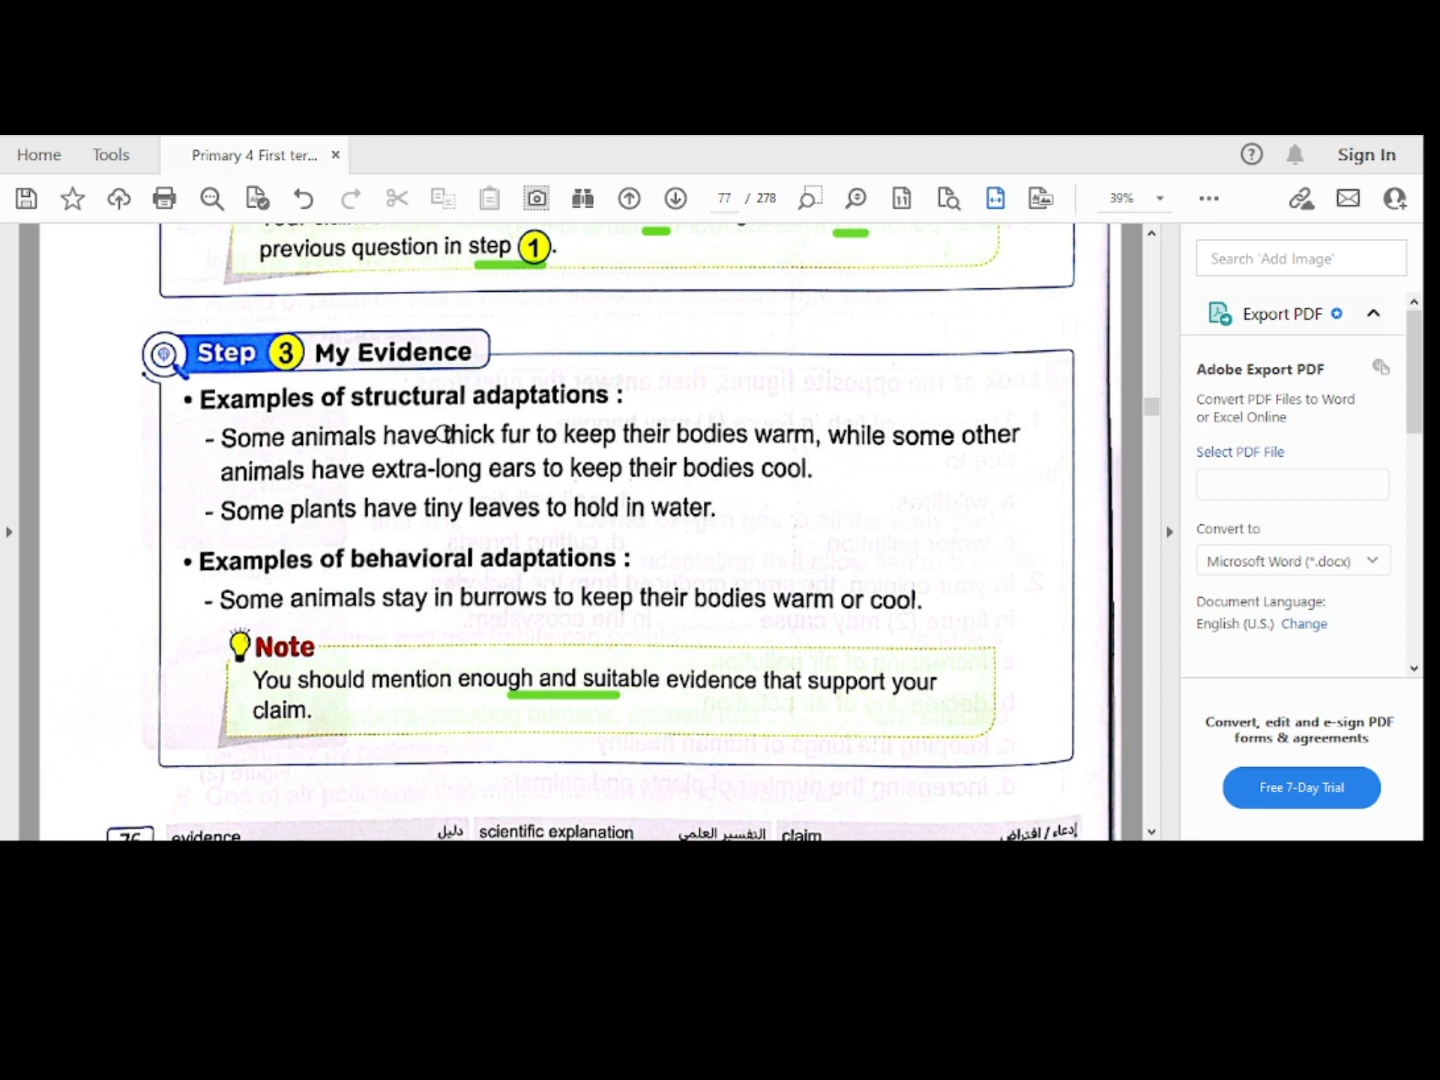 Home Tools Primary 4 First ter... × Sign In
77 / 278 39%
previous question in step 1.
Step 3 My Evidence
• Examples of structural adaptations :
- Some animals have thick fur to keep their bodies warm, while some other
animals have extra-long ears to keep their bodies cool.
- Some plants have tiny leaves to hold in water.
• Examples of behavioral adaptations :
- Some animals stay in burrows to keep their bodies warm or cool.
Note
You should mention enough and suitable evidence that support your
claim.
76 evidence دليل scientific explanation التفسير العلمى claim إدعاء / افتراض
Search 'Add Image'
Export PDF
Adobe Export PDF
Convert PDF Files to Word
or Excel Online
Select PDF File
Convert to
Microsoft Word (*.docx)
Document Language:
English (U.S.) Change
Convert, edit and e-sign PDF
forms & agreements
Free 7-Day Trial